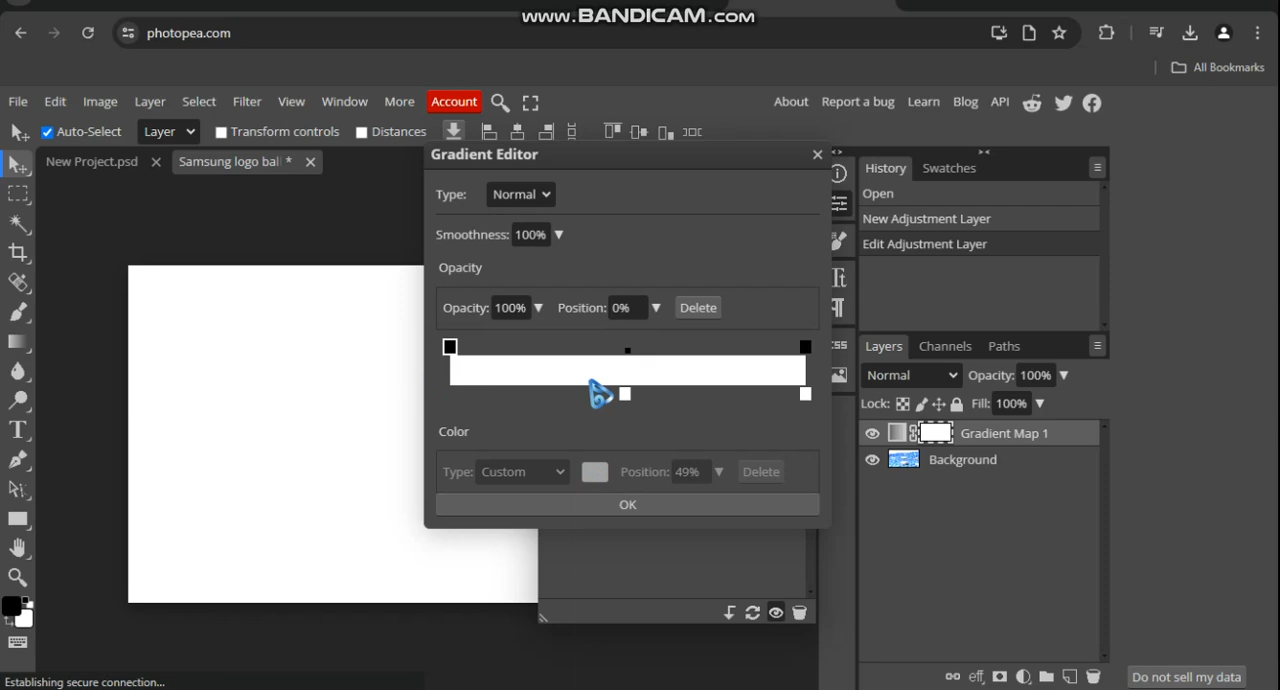 www.BANDICAM.com
photopea.com
All Bookmarks
File Edit Image Layer Select Filter View Window More Account About Report a bug Learn Blog API
Auto-Select Layer Transform controls Distances
New Project.psd Samsung logo bal *
Gradient Editor
Type: Normal
Smoothness: 100%
Opacity
Opacity: 100% Position: 0% Delete
Color
Type: Custom Position: 49% Delete
OK
CSS
History Swatches
Open
New Adjustment Layer
Edit Adjustment Layer
Layers Channels Paths
Normal Opacity: 100%
Lock: Fill: 100%
Gradient Map 1
Background
eff
Do not sell my data
Establishing secure connection...